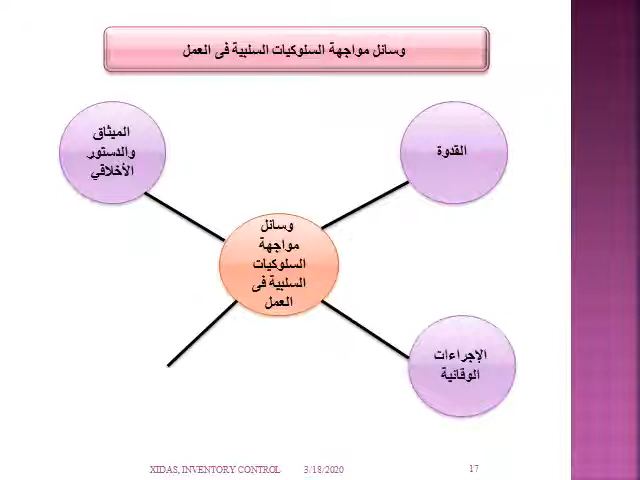 وسائل مواجهة السلوكيات السلبية فى العمل
القدوة
الميثاق
والدستور
الأخلاقي
وسائل
مواجهة
السلوكيات
السلبية فى
العمل
الإجراءات
الوقائية
XIDAS, INVENTORY CONTROL 3/18/2020 17